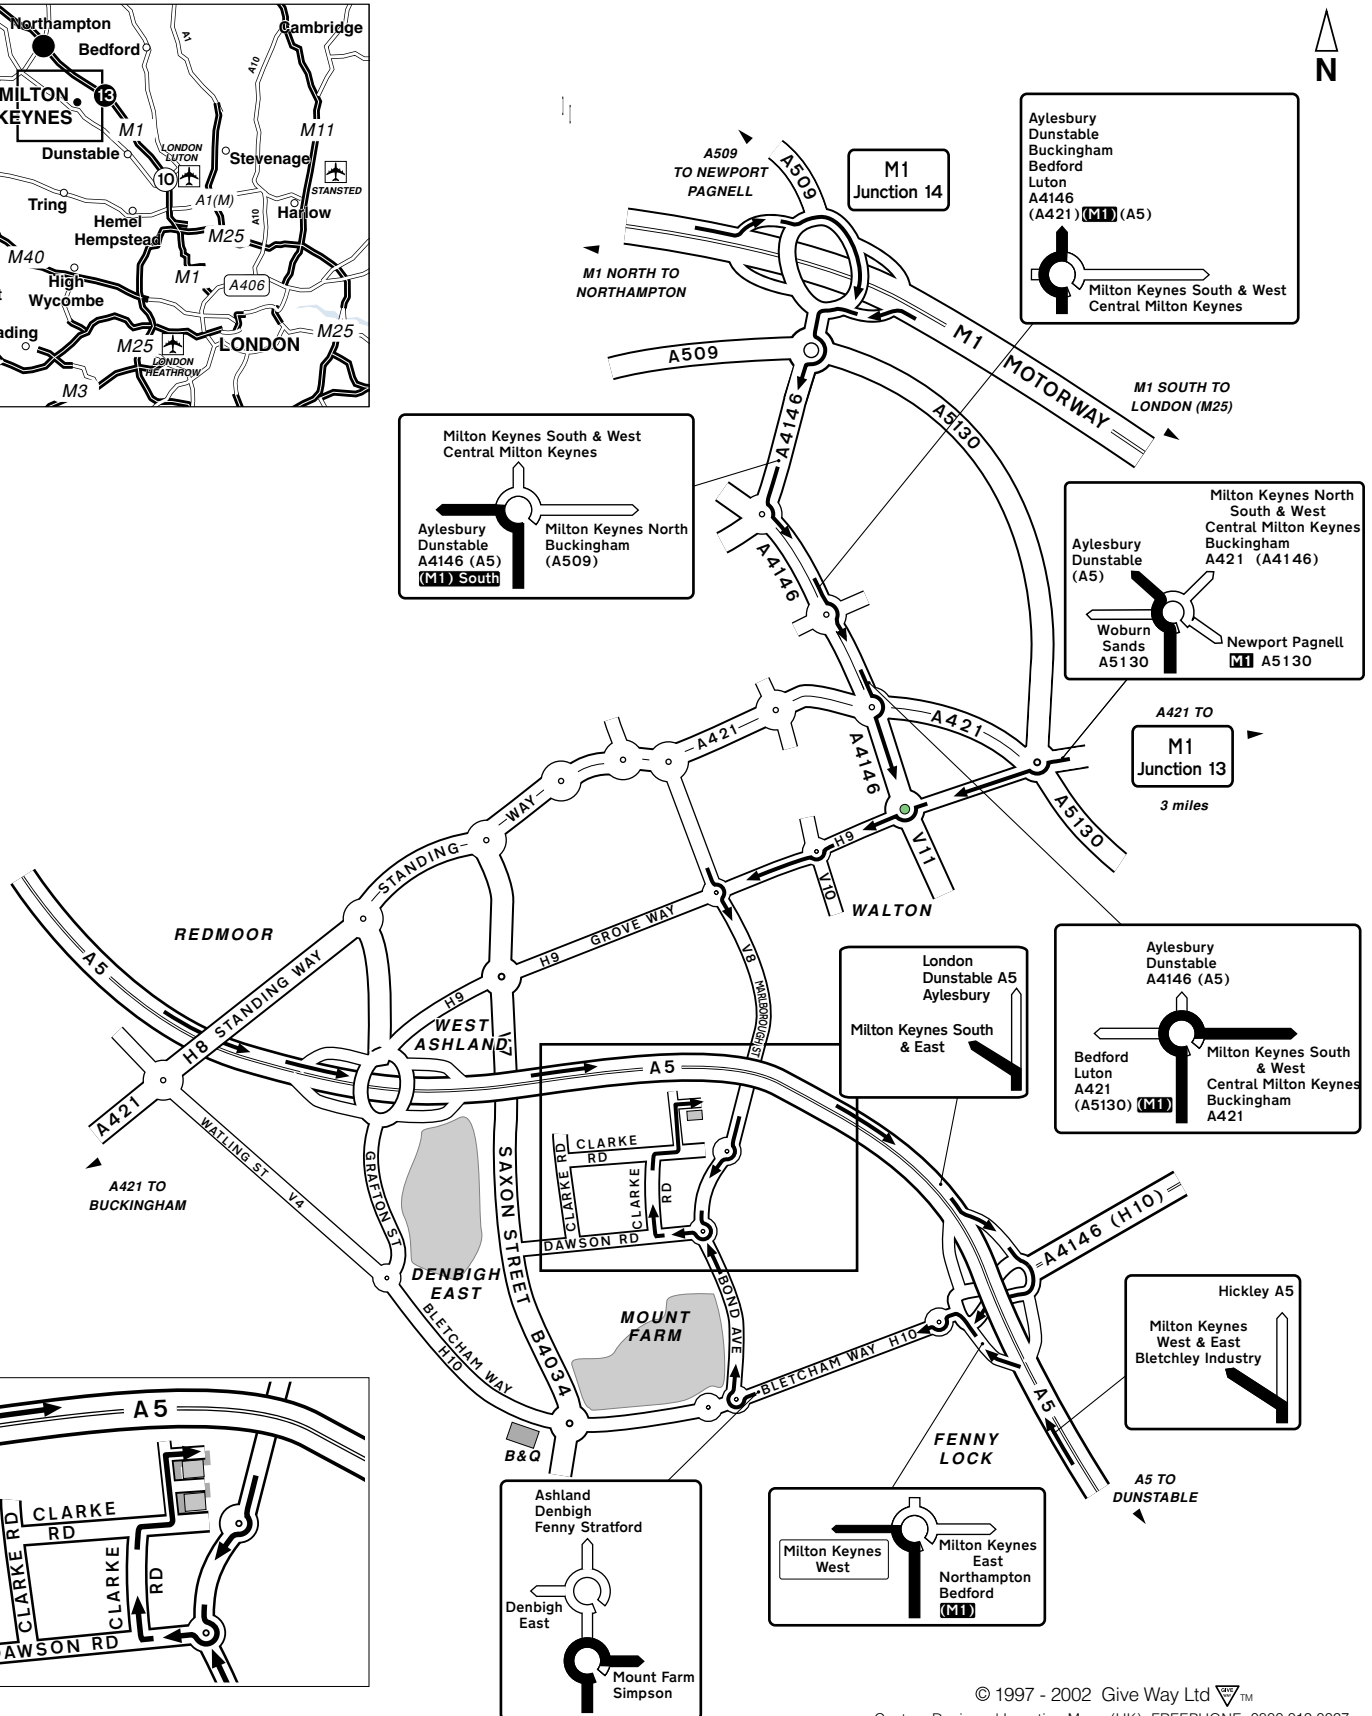 Northampton
Cambridge
A1
Bedford
A10
MILTON
KEYNES
13
M1
M11
LONDON
LUTON
Dunstable
Stevenage
10
STANSTED
Tring
A1(M)
A10
Harlow
Hemel
Hempstead
M25
M40
M1
A406
High
Wycombe
M25
M25
LONDON
LONDON
HEATHROW
M3
N
A509
TO NEWPORT
PAGNELL
A509
M1
Junction 14
M1 NORTH TO
NORTHAMPTON
M1 MOTORWAY
M1 SOUTH TO
LONDON (M25)
A509
A4146
A5130
Aylesbury
Dunstable
Buckingham
Bedford
Luton
A4146
(A421) (M1) (A5)
Milton Keynes South & West
Central Milton Keynes
Milton Keynes South & West
Central Milton Keynes
Aylesbury
Dunstable
A4146 (A5)
(M1) South
Milton Keynes North
Buckingham
(A509)
Milton Keynes North
South & West
Central Milton Keynes
Buckingham
A421 (A4146)
Aylesbury
Dunstable
(A5)
Woburn
Sands
A5130
Newport Pagnell
M1 A5130
A4146
A421 TO
M1
Junction 13
3 miles
A421
A421
A4146
A5130
STANDING WAY
H9
V11
V10
WALTON
REDMOOR
A5
H8 STANDING WAY
H9 GROVE WAY
V8
MARLBOROUGH ST
H9
WEST
ASHLAND
V7
A5
London
Dunstable A5
Aylesbury
Milton Keynes South
& East
Aylesbury
Dunstable
A4146 (A5)
Bedford
Luton
A421
(A5130) (M1)
Milton Keynes South
& West
Central Milton Keynes
Buckingham
A421
A421
A421 TO
BUCKINGHAM
WATLING ST V4
GRAFTON ST
SAXON STREET B4034
CLARKE
RD
CLARKE RD
CLARKE
RD
DAWSON RD
DENBIGH
EAST
MOUNT
FARM
BOND AVE
A4146 (H10)
BLETCHAM WAY
H10
BLETCHAM WAY H10
B&Q
A5
FENNY
LOCK
A5 TO
DUNSTABLE
Hickley A5
Milton Keynes
West & East
Bletchley Industry
Milton Keynes
West
Milton Keynes
East
Northampton
Bedford
(M1)
Ashland
Denbigh
Fenny Stratford
Denbigh
East
Mount Farm
Simpson
A5
CLARKE
RD
CLARKE RD
CLARKE
RD
AWSON RD
© 1997 - 2002 Give Way Ltd GIVE WAY TM